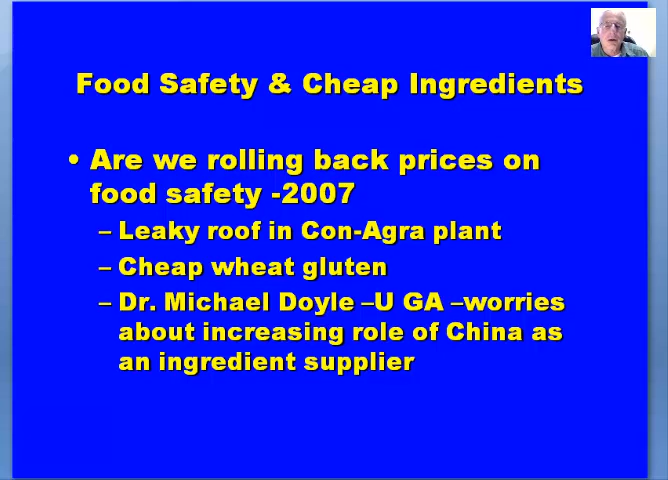 Food Safety & Cheap Ingredients
• Are we rolling back prices on
food safety -2007
– Leaky roof in Con-Agra plant
– Cheap wheat gluten
– Dr. Michael Doyle –U GA –worries
about increasing role of China as
an ingredient supplier